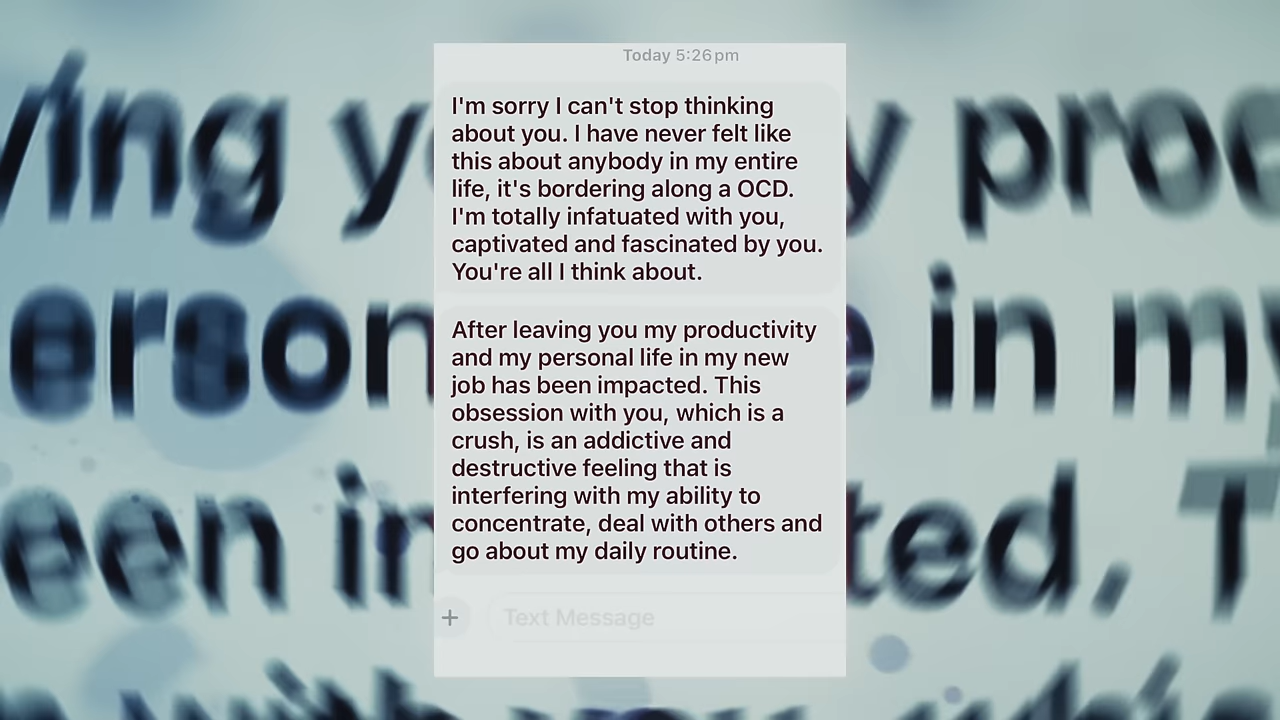 Today 5:26 pm
I'm sorry I can't stop thinking
about you. I have never felt like
this about anybody in my entire
life, it's bordering along a OCD.
I'm totally infatuated with you,
captivated and fascinated by you.
You're all I think about.
After leaving you my productivity
and my personal life in my new
job has been impacted. This
obsession with you, which is a
crush, is an addictive and
destructive feeling that is
interfering with my ability to
concentrate, deal with others and
go about my daily routine.
+ Text Message